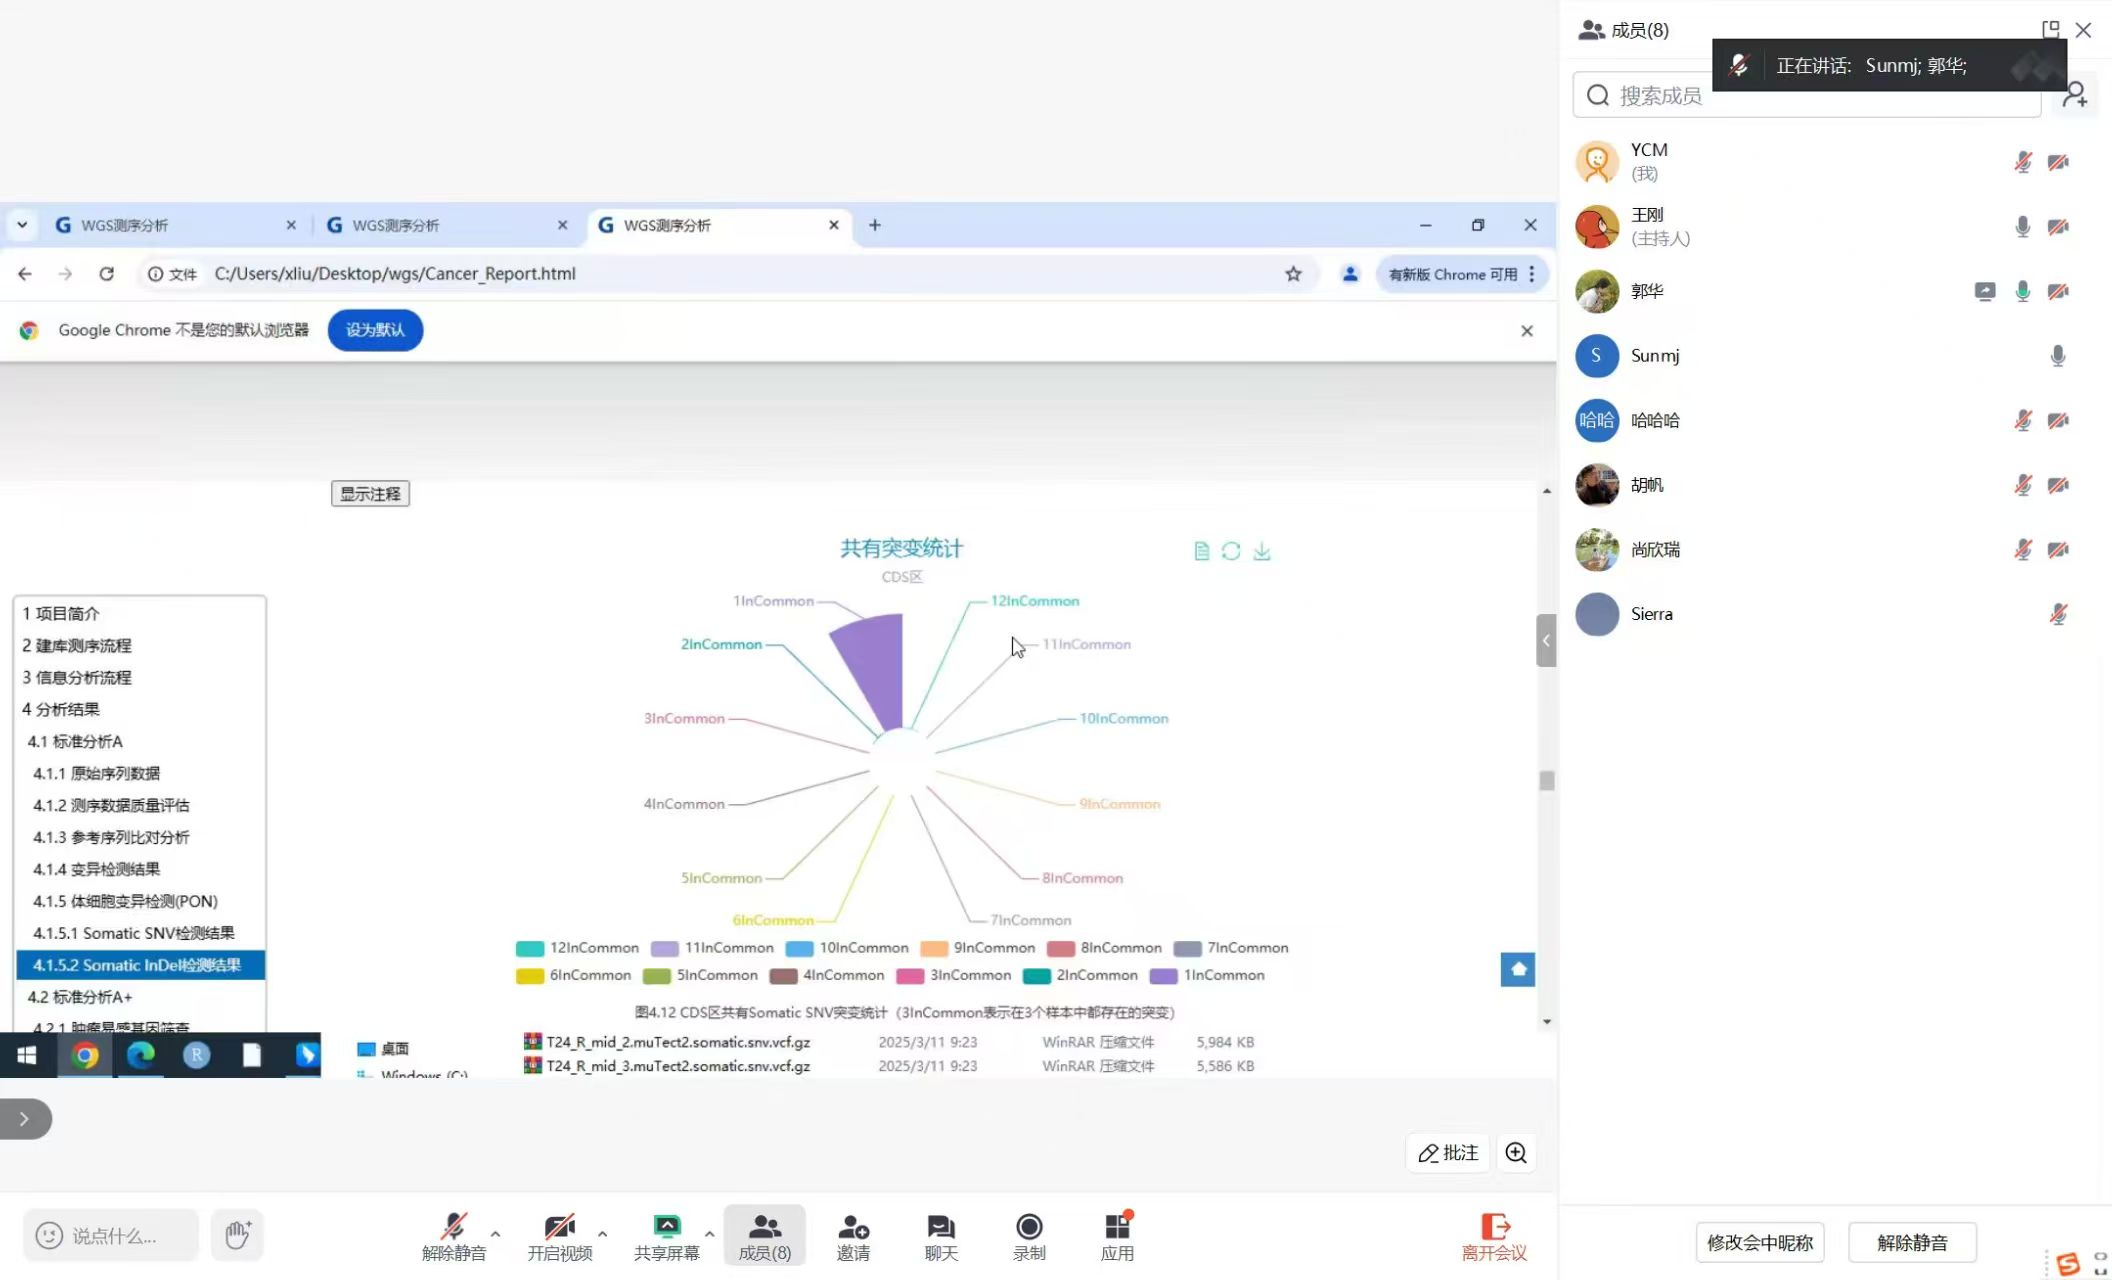 成员(8)
正在讲话: Sunmj; 郭华;
搜索成员
YCM
(我)
王刚
(主持人)
郭华
S Sunmj
哈哈 哈哈哈
胡帆
尚欣瑞
Sierra
WGS测序分析 WGS测序分析 WGS测序分析
文件 C:/Users/xliu/Desktop/wgs/Cancer_Report.html 有新版 Chrome 可用
Google Chrome 不是您的默认浏览器 设为默认
显示注释
共有突变统计
CDS区
1InCommon 12InCommon
2InCommon 11InCommon
3InCommon 10InCommon
4InCommon 9InCommon
5InCommon 8InCommon
6InCommon 7InCommon
12InCommon 11InCommon 10InCommon 9InCommon 8InCommon 7InCommon
6InCommon 5InCommon 4InCommon 3InCommon 2InCommon 1InCommon
图4.12 CDS区共有Somatic SNV突变统计（3InCommon表示在3个样本中都存在的突变）
1 项目简介
2 建库测序流程
3 信息分析流程
4 分析结果
4.1 标准分析A
4.1.1 原始序列数据
4.1.2 测序数据质量评估
4.1.3 参考序列比对分析
4.1.4 变异检测结果
4.1.5 体细胞变异检测(PON)
4.1.5.1 Somatic SNV检测结果
4.1.5.2 Somatic InDel检测结果
4.2 标准分析A+
4.2.1 肿瘤易感基因筛查
桌面
Windows (C:)
T24_R_mid_2.muTect2.somatic.snv.vcf.gz 2025/3/11 9:23 WinRAR 压缩文件 5,984 KB
T24_R_mid_3.muTect2.somatic.snv.vcf.gz 2025/3/11 9:23 WinRAR 压缩文件 5,586 KB
批注
说点什么...
解除静音 开启视频 共享屏幕 成员(8) 邀请 聊天 录制 应用 离开会议
修改会中昵称 解除静音